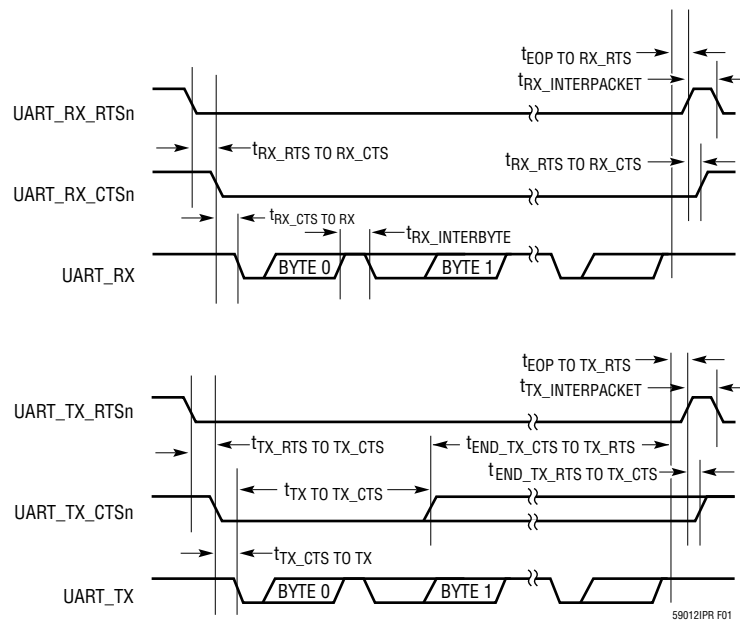 tEOP TO RX_RTS
tRX_INTERPACKET
UART_RX_RTSn
tRX_RTS TO RX_CTS
tRX_RTS TO RX_CTS
UART_RX_CTSn
tRX_CTS TO RX
tRX_INTERBYTE
UART_RX
BYTE 0
BYTE 1
tEOP TO TX_RTS
tTX_INTERPACKET
UART_TX_RTSn
tTX_RTS TO TX_CTS
tEND_TX_CTS TO TX_RTS
tEND_TX_RTS TO TX_CTS
tTX TO TX_CTS
UART_TX_CTSn
tTX_CTS TO TX
UART_TX
BYTE 0
BYTE 1
59012IPR F01